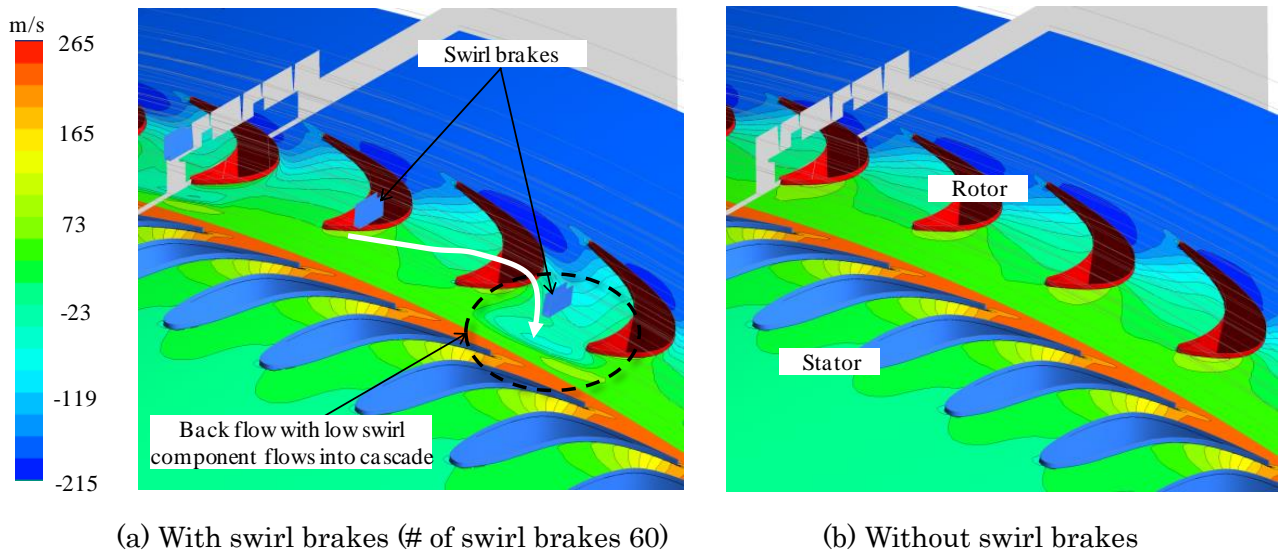 m/s
265
165
73
-23
-119
-215
Swirl brakes
Back flow with low swirl
component flows into cascade
Rotor
Stator
(a) With swirl brakes (# of swirl brakes 60)
(b) Without swirl brakes